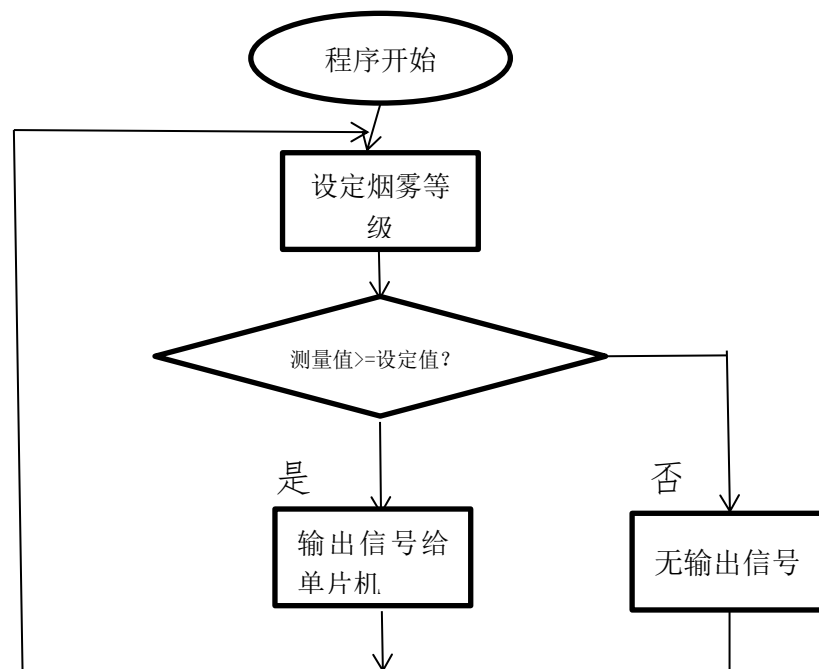 程序开始
设定烟雾等
级
测量值>=设定值？
是
否
输出信号给
单片机
无输出信号